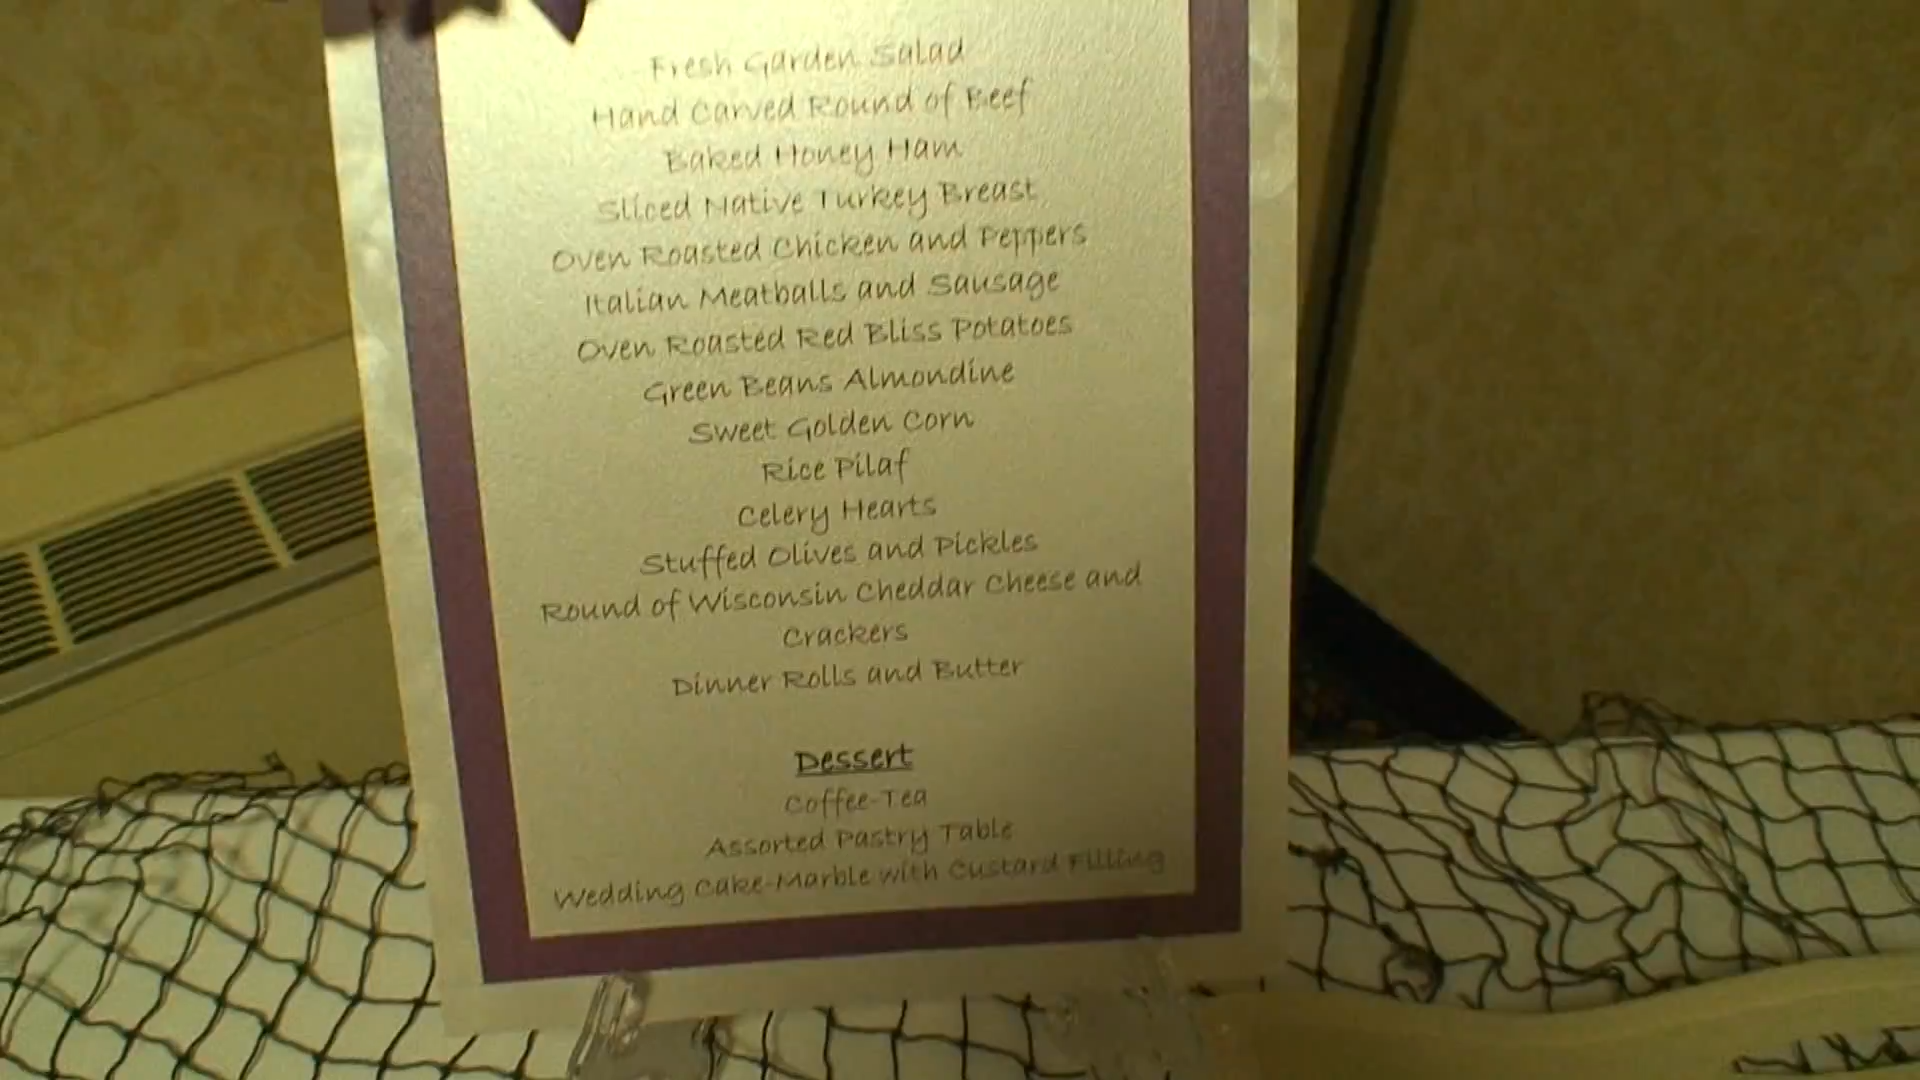 Fresh Garden Salad
Hand Carved Round of Beef
Baked Honey Ham
Sliced Native Turkey Breast
Oven Roasted Chicken and Peppers
Italian Meatballs and Sausage
Oven Roasted Red Bliss Potatoes
Green Beans Almondine
Sweet Golden Corn
Rice Pilaf
Celery Hearts
Stuffed Olives and Pickles
Round of Wisconsin Cheddar Cheese and
Crackers
Dinner Rolls and Butter
Dessert
Coffee-Tea
Assorted Pastry Table
Wedding Cake-Marble with Custard Filling